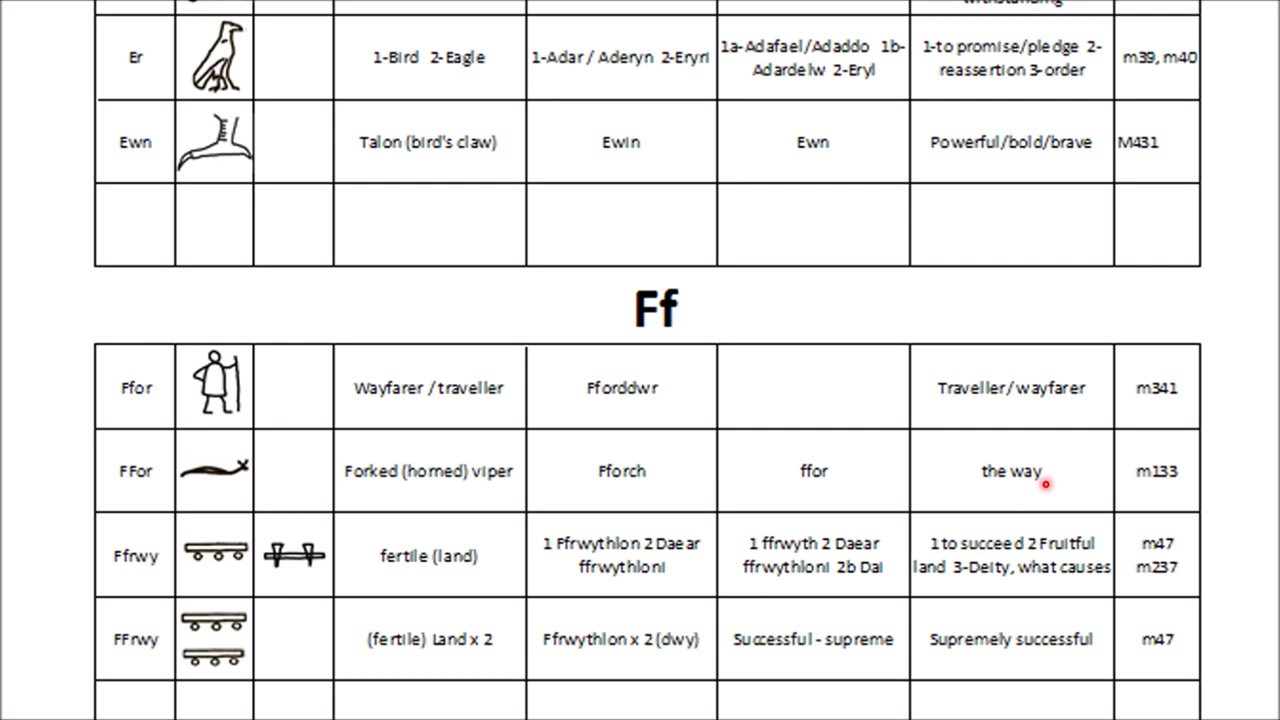 withstanding
Er 1-Bird 2-Eagle 1-Adar / Aderyn 2-Eryri 1a-Adafael/Adaddo 1b-Adardelw 2-Eryl 1-to promise/pledge 2-reassertion 3-order m39, m40
Ewn Talon (bird's claw) Ewin Ewn Powerful/bold/brave M431
Ff
Ffor Wayfarer / traveller Fforddwr Traveller/ wayfarer m341
FFor Forked (horned) viper Fforch ffor the way m133
Ffrwy fertile (land) 1 Ffrwythlon 2 Daear ffrwythloni 1 ffrwyth 2 Daear ffrwythloni 2b Dai 1 to succeed 2 Fruitful land 3-Deity, what causes m47 m237
FFrwy (fertile) Land x 2 Ffrwythlon x 2 (dwy) Successful - supreme Supremely successful m47